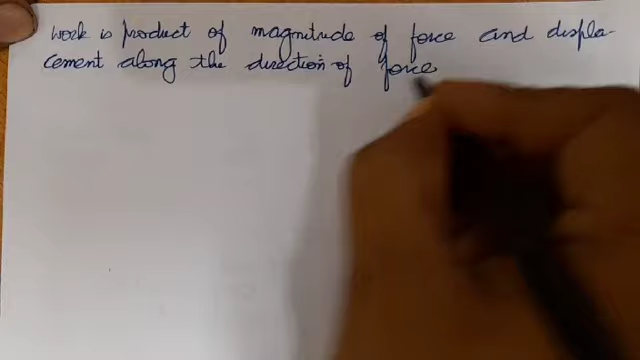 work is product of magnitude of force and displa-
cement along the direction of force